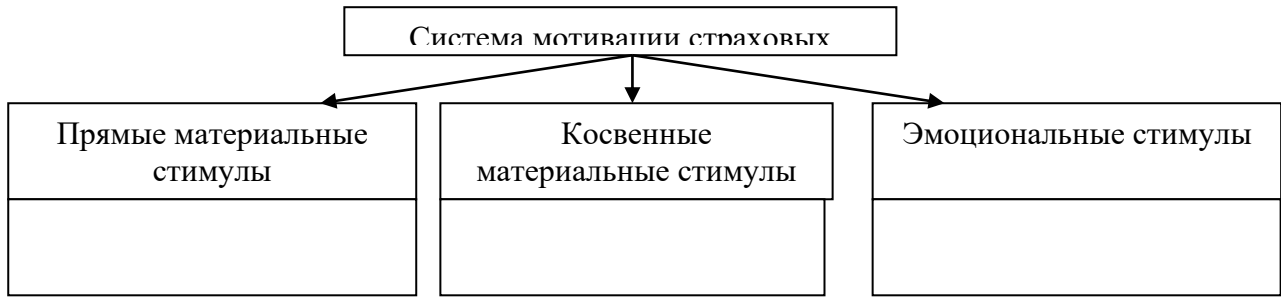 Система мотивации страховых
Прямые материальные
стимулы
Косвенные
материальные стимулы
Эмоциональные стимулы